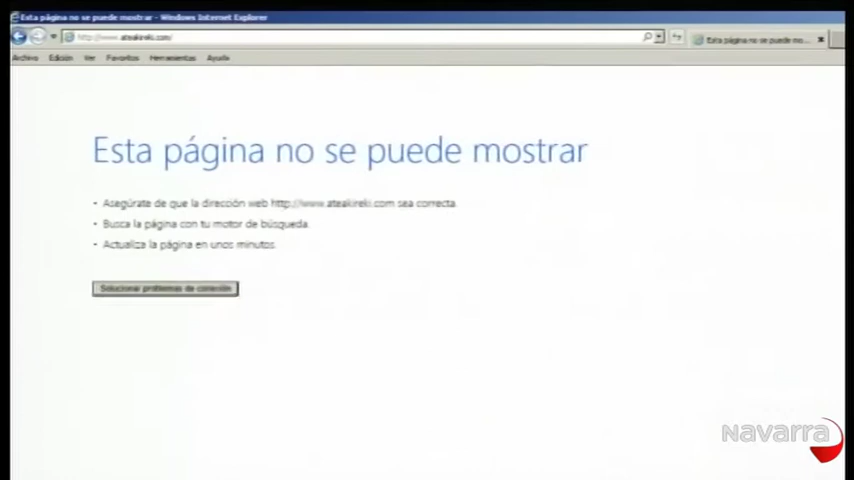 Esta página no se puede mostrar - Windows Internet Explorer
http://www.ateakireki.com/
Esta página no se puede mo...
Archivo Edición Ver Favoritos Herramientas Ayuda
Esta página no se puede mostrar
• Asegúrate de que la dirección web http://www.ateakireki.com sea correcta.
• Busca la página con tu motor de búsqueda.
• Actualiza la página en unos minutos.
Solucionar problemas de conexión
Navarra